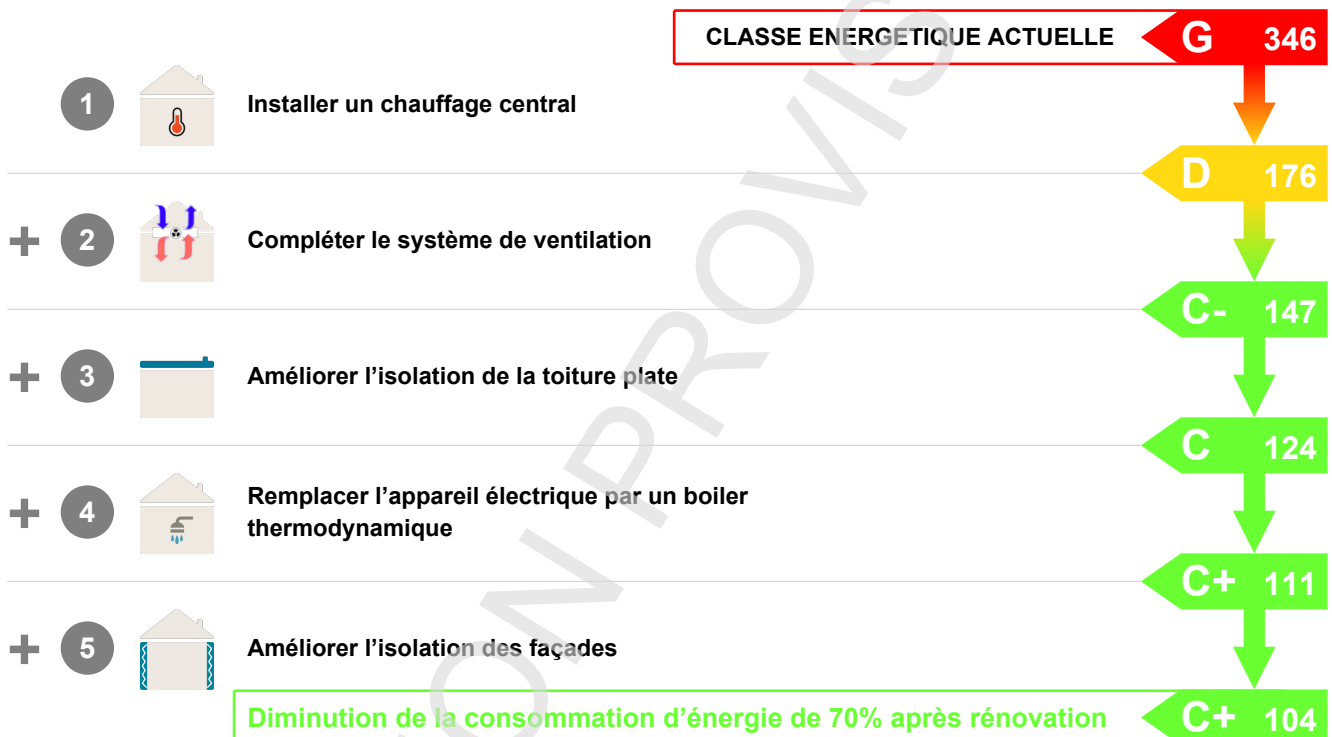 CLASSE ENERGETIQUE ACTUELLE G 346
1 Installer un chauffage central
D 176
+ 2 Compléter le système de ventilation
C- 147
+ 3 Améliorer l’isolation de la toiture plate
C 124
+ 4 Remplacer l’appareil électrique par un boiler
thermodynamique
C+ 111
+ 5 Améliorer l’isolation des façades
Diminution de la consommation d’énergie de 70% après rénovation C+ 104